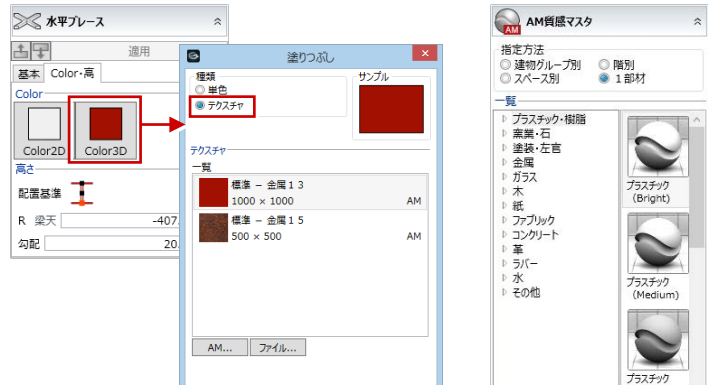 水平ブレース
適用
基本 Color・高
Color
Color2D Color3D
高さ
配置基準
R 梁天 -407.
勾配 20.
塗りつぶし
種類
単色
テクスチャ
サンプル
テクスチャ
一覧
標準 － 金属１３
1000 × 1000 AM
標準 － 金属１５
500 × 500 AM
AM... ファイル...
AM質感マスタ
指定方法
建物グループ別 階別
スペース別 １部材
一覧
プラスチック・樹脂
窯業・石
塗装・左官
金属
ガラス
木
紙
ファブリック
コンクリート
革
ラバー
水
その他
プラスチック
(Bright)
プラスチック
(Medium)
プラスチック